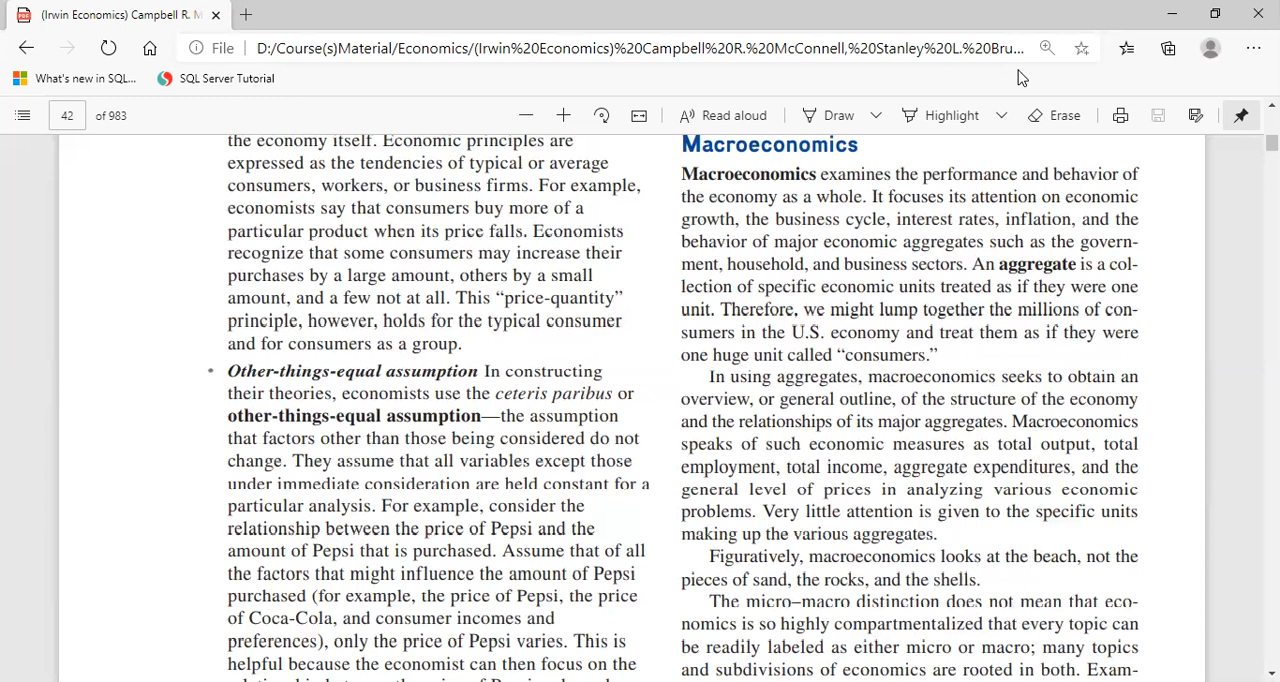 (Irwin Economics) Campbell R. M
File D:/Course(s)Material/Economics/(Irwin%20Economics)%20Campbell%20R.%20McConnell,%20Stanley%20L.%20Bru...
What's new in SQL... SQL Server Tutorial
42 of 983 Read aloud Draw Highlight Erase
the economy itself. Economic principles are
expressed as the tendencies of typical or average
consumers, workers, or business firms. For example,
economists say that consumers buy more of a
particular product when its price falls. Economists
recognize that some consumers may increase their
purchases by a large amount, others by a small
amount, and a few not at all. This “price-quantity”
principle, however, holds for the typical consumer
and for consumers as a group.
• Other-things-equal assumption In constructing
their theories, economists use the ceteris paribus or
other-things-equal assumption—the assumption
that factors other than those being considered do not
change. They assume that all variables except those
under immediate consideration are held constant for a
particular analysis. For example, consider the
relationship between the price of Pepsi and the
amount of Pepsi that is purchased. Assume that of all
the factors that might influence the amount of Pepsi
purchased (for example, the price of Pepsi, the price
of Coca-Cola, and consumer incomes and
preferences), only the price of Pepsi varies. This is
helpful because the economist can then focus on the
Macroeconomics
Macroeconomics examines the performance and behavior of
the economy as a whole. It focuses its attention on economic
growth, the business cycle, interest rates, inflation, and the
behavior of major economic aggregates such as the govern-
ment, household, and business sectors. An aggregate is a col-
lection of specific economic units treated as if they were one
unit. Therefore, we might lump together the millions of con-
sumers in the U.S. economy and treat them as if they were
one huge unit called “consumers.”
In using aggregates, macroeconomics seeks to obtain an
overview, or general outline, of the structure of the economy
and the relationships of its major aggregates. Macroeconomics
speaks of such economic measures as total output, total
employment, total income, aggregate expenditures, and the
general level of prices in analyzing various economic
problems. Very little attention is given to the specific units
making up the various aggregates.
Figuratively, macroeconomics looks at the beach, not the
pieces of sand, the rocks, and the shells.
The micro–macro distinction does not mean that eco-
nomics is so highly compartmentalized that every topic can
be readily labeled as either micro or macro; many topics
and subdivisions of economics are rooted in both. Exam-